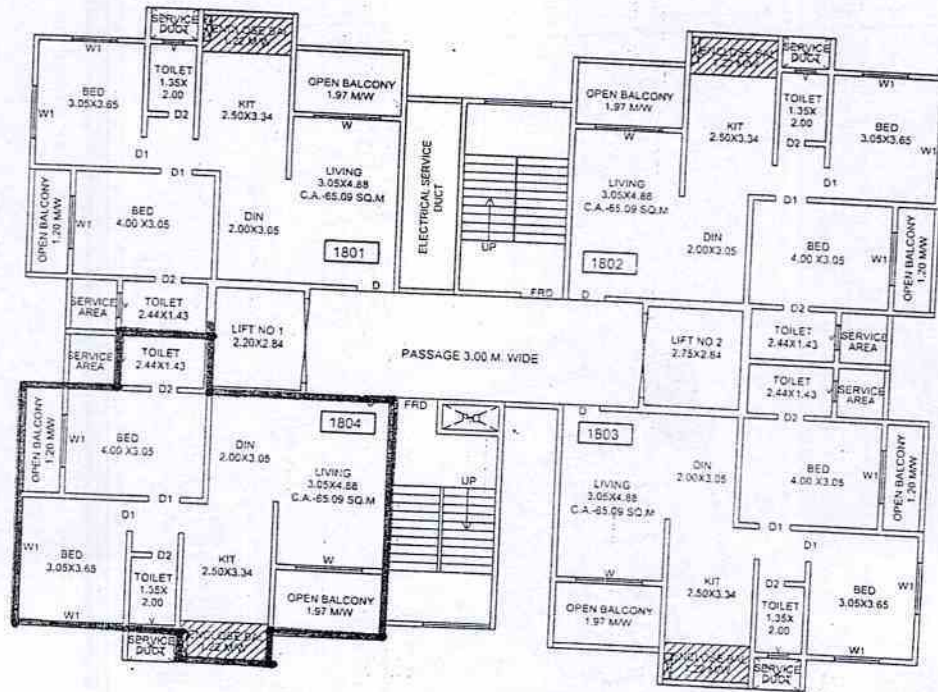 SERVICE
DUCT
W1
V
TOILET
1.35X
2.00
BED
3.05X3.65
W1
D2
KIT
2.50X3.34
OPEN BALCONY
1.97 M/W
W
D1
D1
LIVING
3.05X4.88
C.A.-65.09 SQ.M
OPEN BALCONY
1.20 M/W
W1
BED
4.00 X3.05
DIN
2.00X3.05
1801
D2
D
SERVICE
AREA
V
TOILET
2.44X1.43
ELECTRICAL SERVICE
DUCT
UP
FRD
SERVICE
DUCT
V
W1
OPEN BALCONY
1.97 M/W
W
KIT
2.50X3.34
TOILET
1.35X
2.00
D2
BED
3.05X3.65
W1
D1
D1
LIVING
3.05X4.88
C.A.-65.09 SQ.M
DIN
2.00X3.05
BED
4.00 X3.05
W1
OPEN BALCONY
1.20 M/W
1802
D
D2
TOILET
2.44X1.43
V
SERVICE
AREA
LIFT NO 1
2.20X2.84
PASSAGE 3.00 M. WIDE
LIFT NO 2
2.75X2.84
SERVICE
AREA
TOILET
2.44X1.43
D2
1804
FRD
OPEN BALCONY
1.20 M/W
W1
BED
4.00 X3.05
DIN
2.00X3.05
LIVING
3.05X4.88
C.A.-65.09 SQ.M
D1
D1
UP
W1
BED
3.05X3.65
D2
TOILET
1.35X
2.00
KIT
2.50X3.34
W
OPEN BALCONY
1.97 M/W
W1
V
SERVICE
DUCT
TOILET
2.44X1.43
V
SERVICE
AREA
D
D2
1803
DIN
2.00X3.05
BED
4.00 X3.05
W1
OPEN BALCONY
1.20 M/W
LIVING
3.05X4.88
C.A.-65.09 SQ.M
D1
D1
W
KIT
2.50X3.34
D2
TOILET
1.35X
2.00
BED
3.05X3.65
W1
OPEN BALCONY
1.97 M/W
V
W1
SERVICE
DUCT